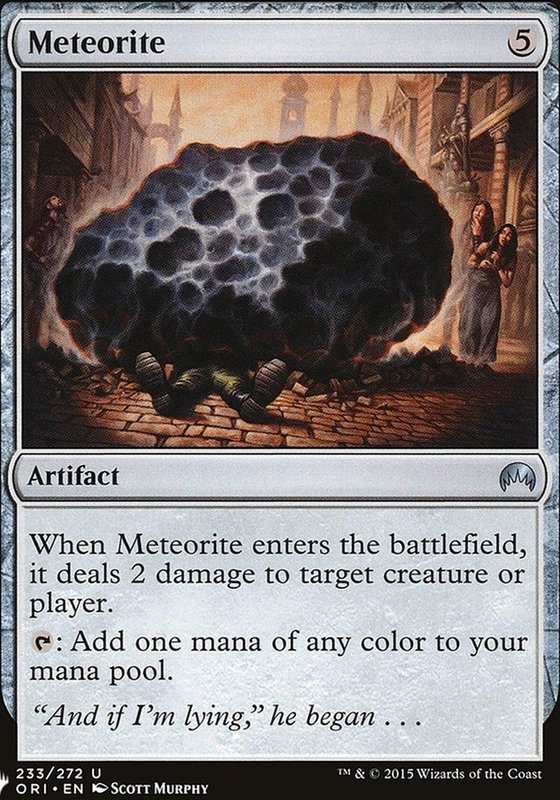 Meteorite 5
Artifact
When Meteorite enters the battlefield,
it deals 2 damage to target creature or
player.
: Add one mana of any color to your
mana pool.
“And if I’m lying,” he began . . .
233/272 U
ORI • EN Scott Murphy
™ & © 2015 Wizards of the Coast